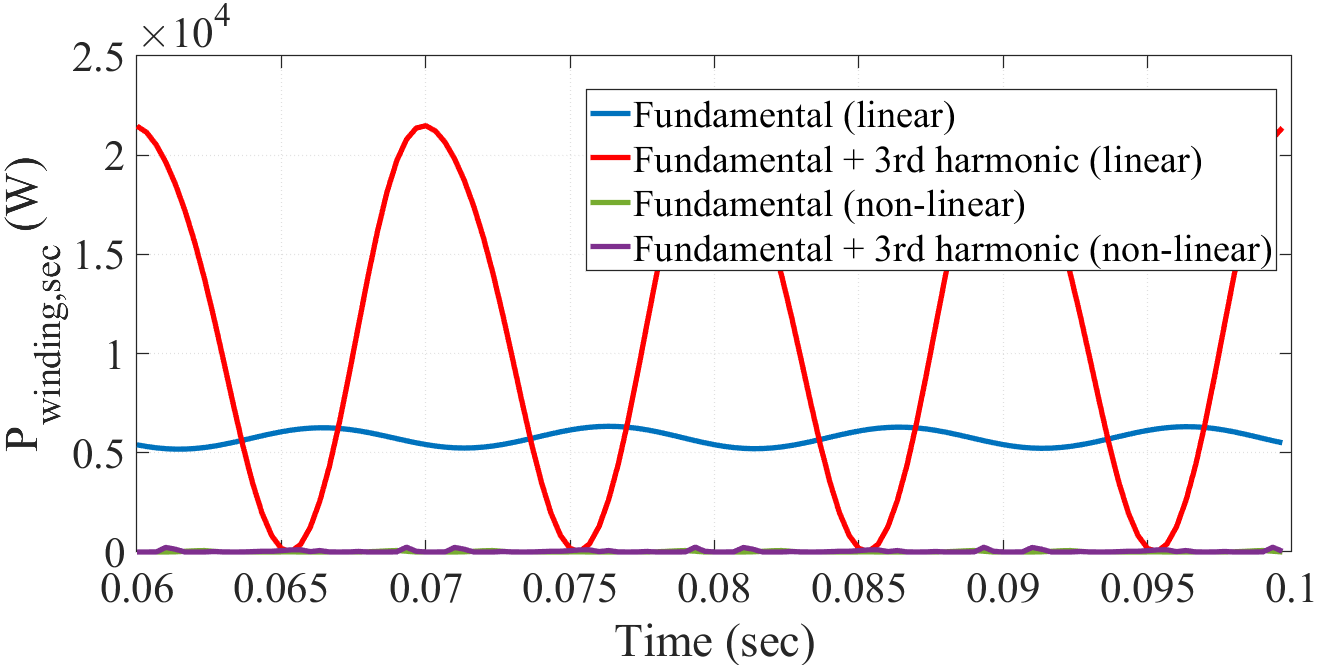 ×10⁴
2.5
2
1.5
1
0.5
0
P_winding,sec (W)
Fundamental (linear)
Fundamental + 3rd harmonic (linear)
Fundamental (non-linear)
Fundamental + 3rd harmonic (non-linear)
0.06 0.065 0.07 0.075 0.08 0.085 0.09 0.095 0.1
Time (sec)